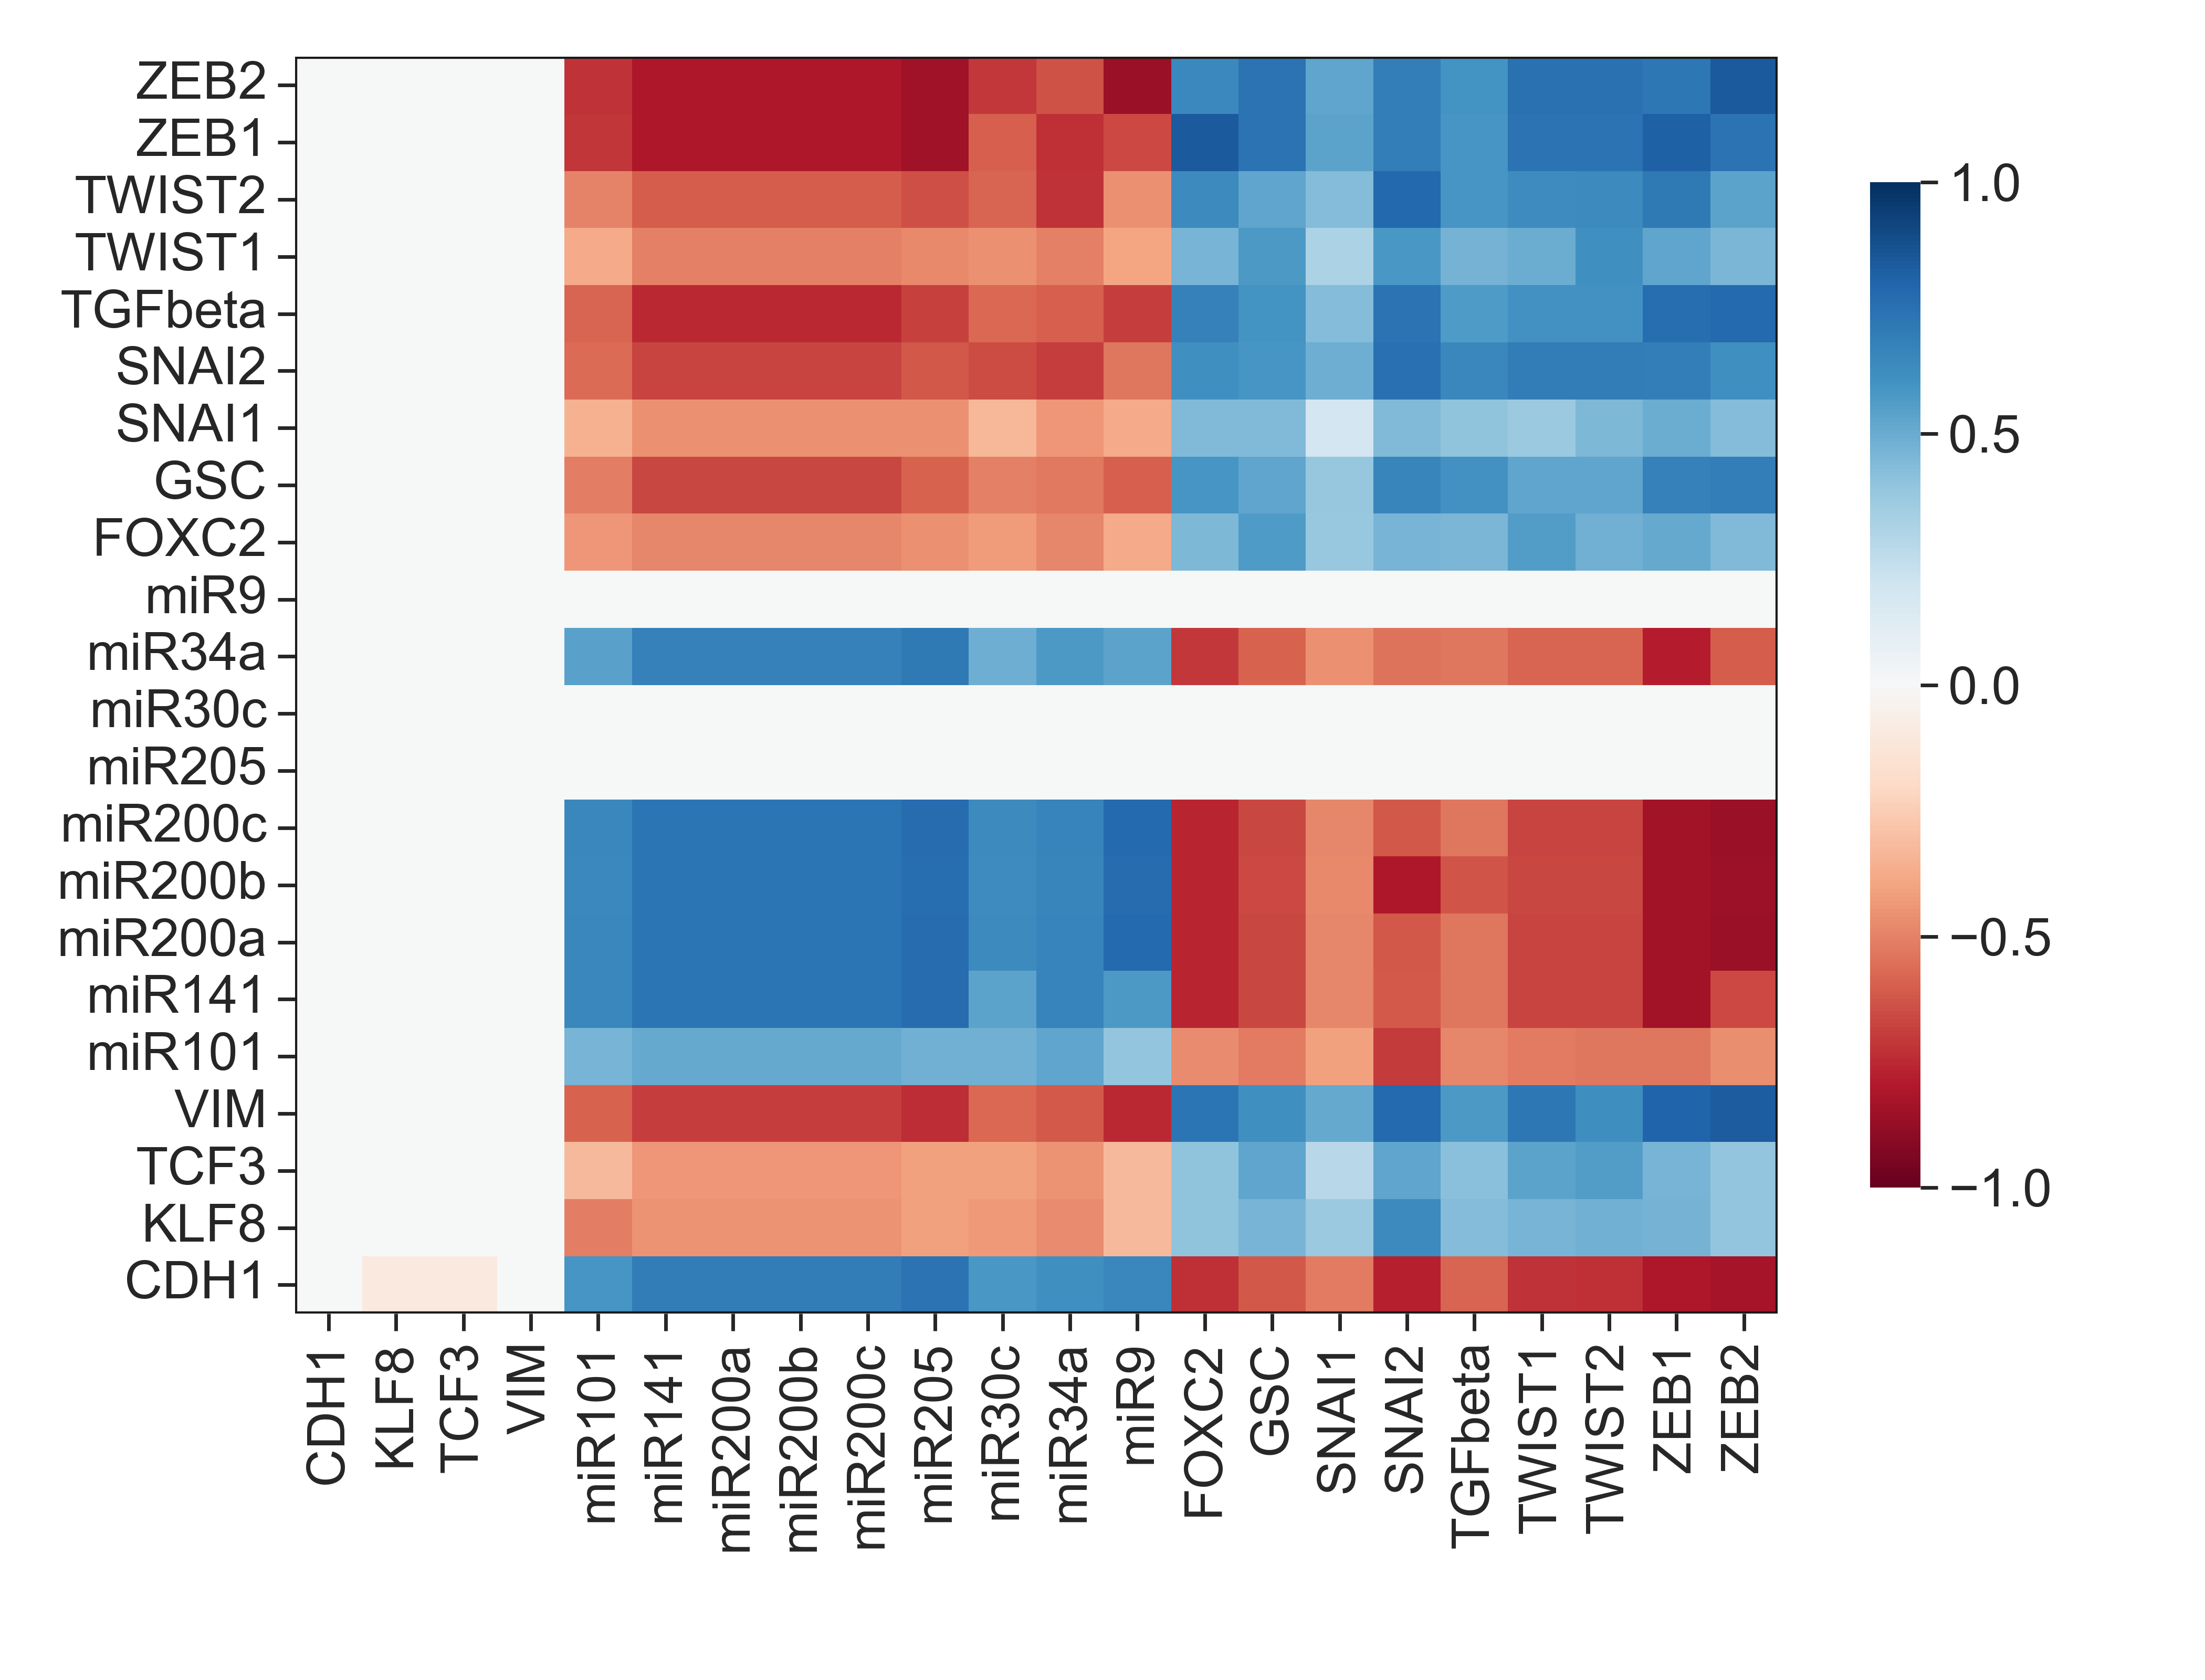 ZEB2
ZEB1
TWIST2
TWIST1
TGFbeta
SNAI2
SNAI1
GSC
FOXC2
miR9
miR34a
miR30c
miR205
miR200c
miR200b
miR200a
miR141
miR101
VIM
TCF3
KLF8
CDH1
CDH1
KLF8
TCF3
VIM
miR101
miR141
miR200a
miR200b
miR200c
miR205
miR30c
miR34a
miR9
FOXC2
GSC
SNAI1
SNAI2
TGFbeta
TWIST1
TWIST2
ZEB1
ZEB2
1.0
0.5
0.0
−0.5
−1.0